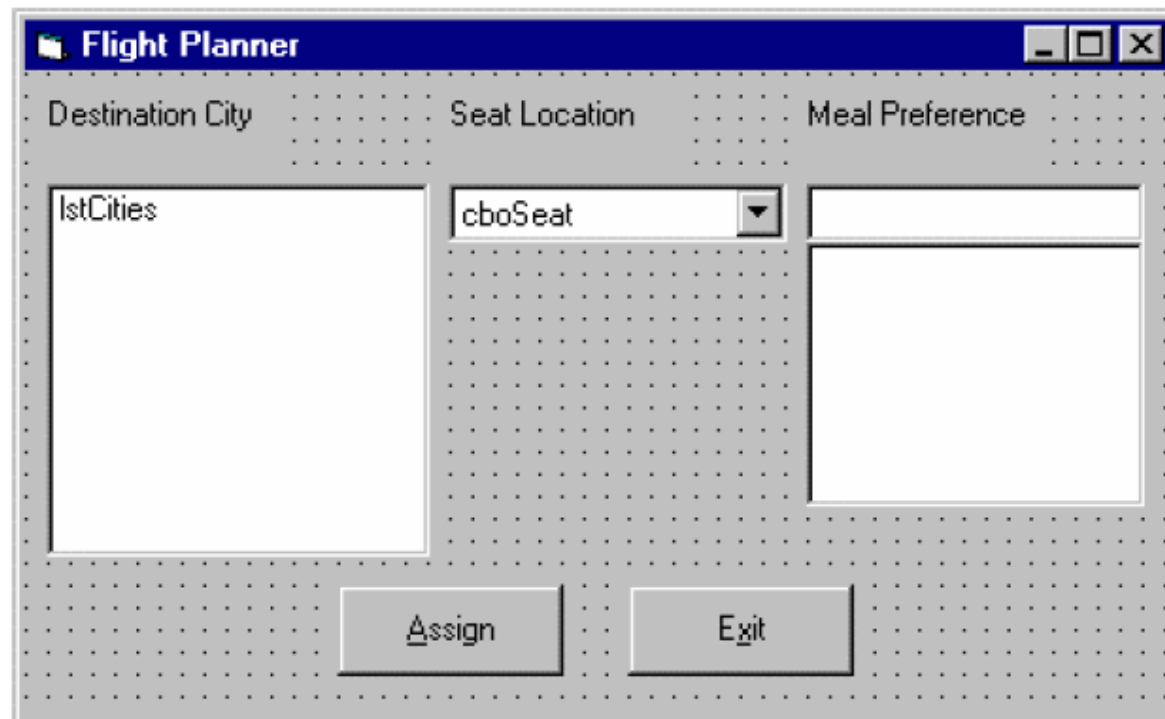 Flight Planner
Destination City
Seat Location
Meal Preference
lstCities
cboSeat
Assign
Exit